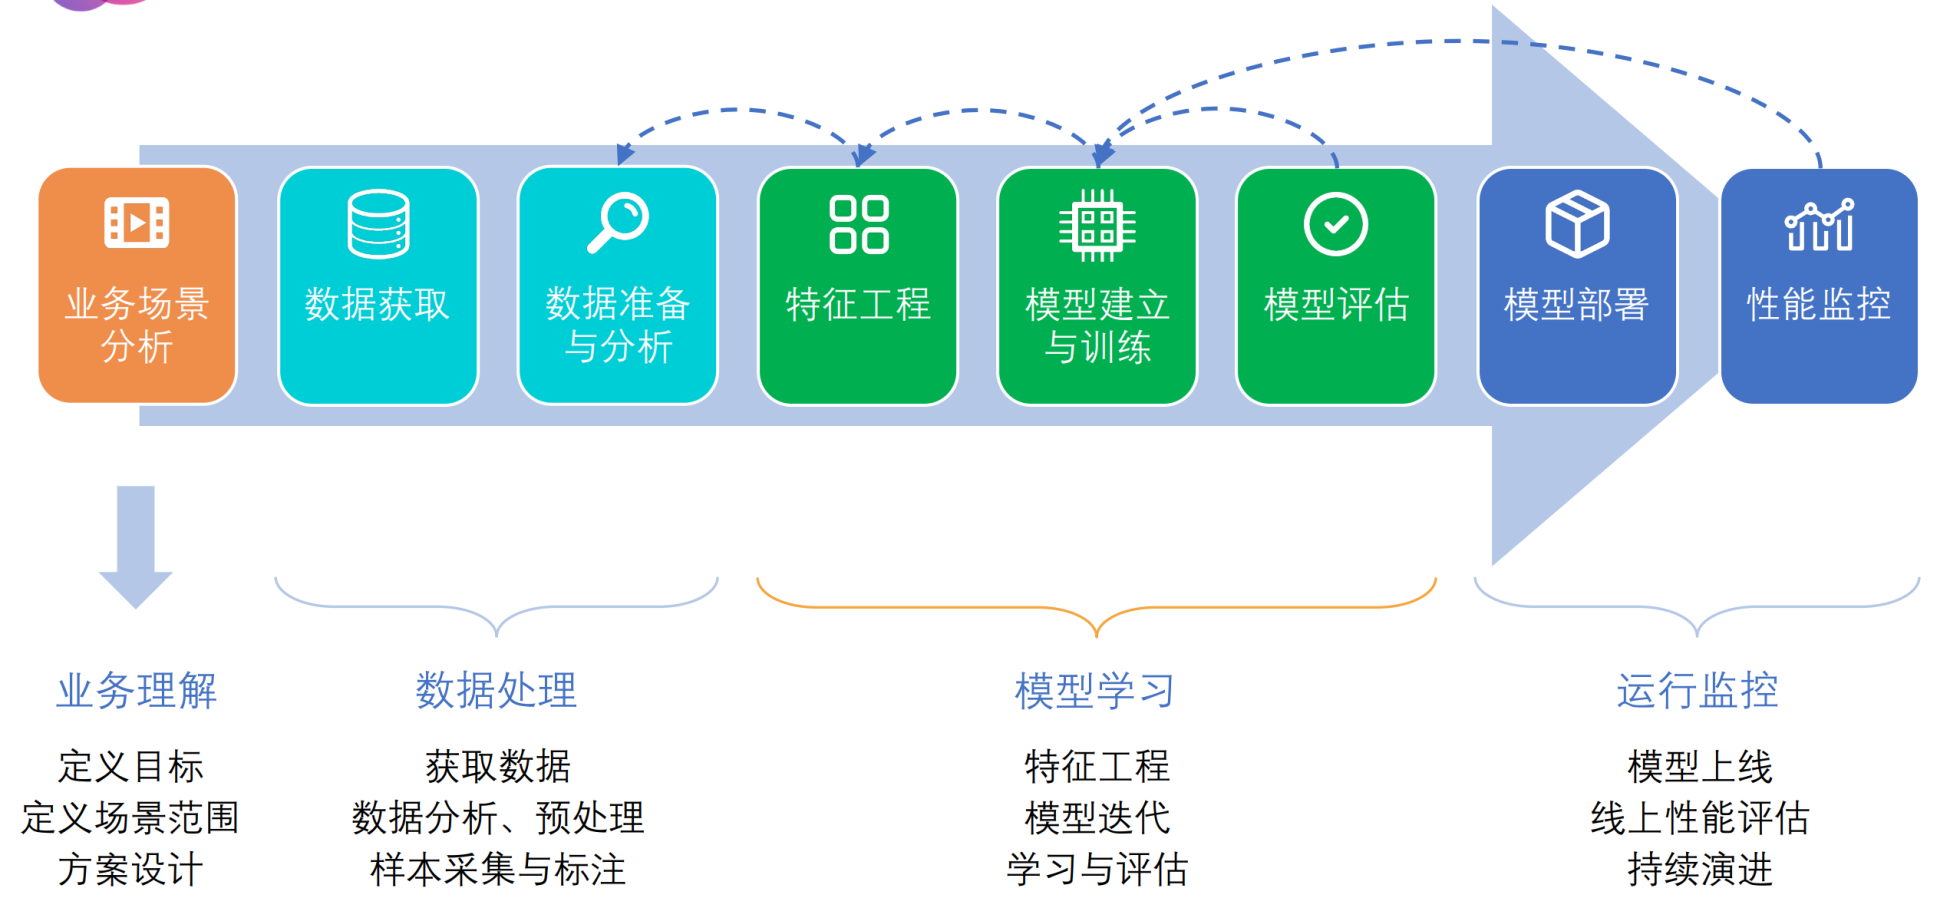 业务场景
分析
数据获取
数据准备
与分析
特征工程
模型建立
与训练
模型评估
模型部署
性能监控
业务理解
定义目标
定义场景范围
方案设计
数据处理
获取数据
数据分析、预处理
样本采集与标注
模型学习
特征工程
模型迭代
学习与评估
运行监控
模型上线
线上性能评估
持续演进